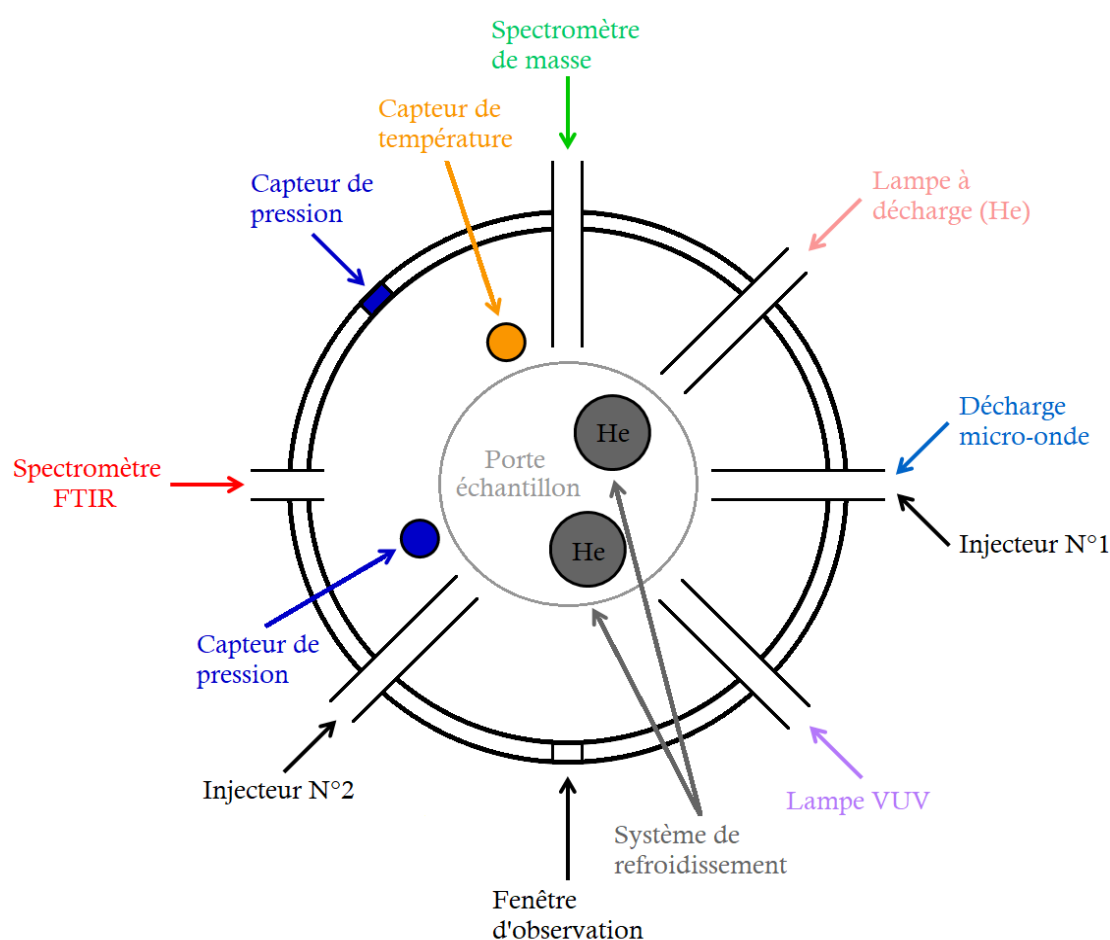 Spectromètre
de masse
Capteur de
température
Capteur de
pression
Lampe à
décharge (He)
Décharge
micro-onde
He
Porte
échantillon
Spectromètre
FTIR
Injecteur N°1
He
Capteur de
pression
Injecteur N°2
Lampe VUV
Système de
refroidissement
Fenêtre
d'observation